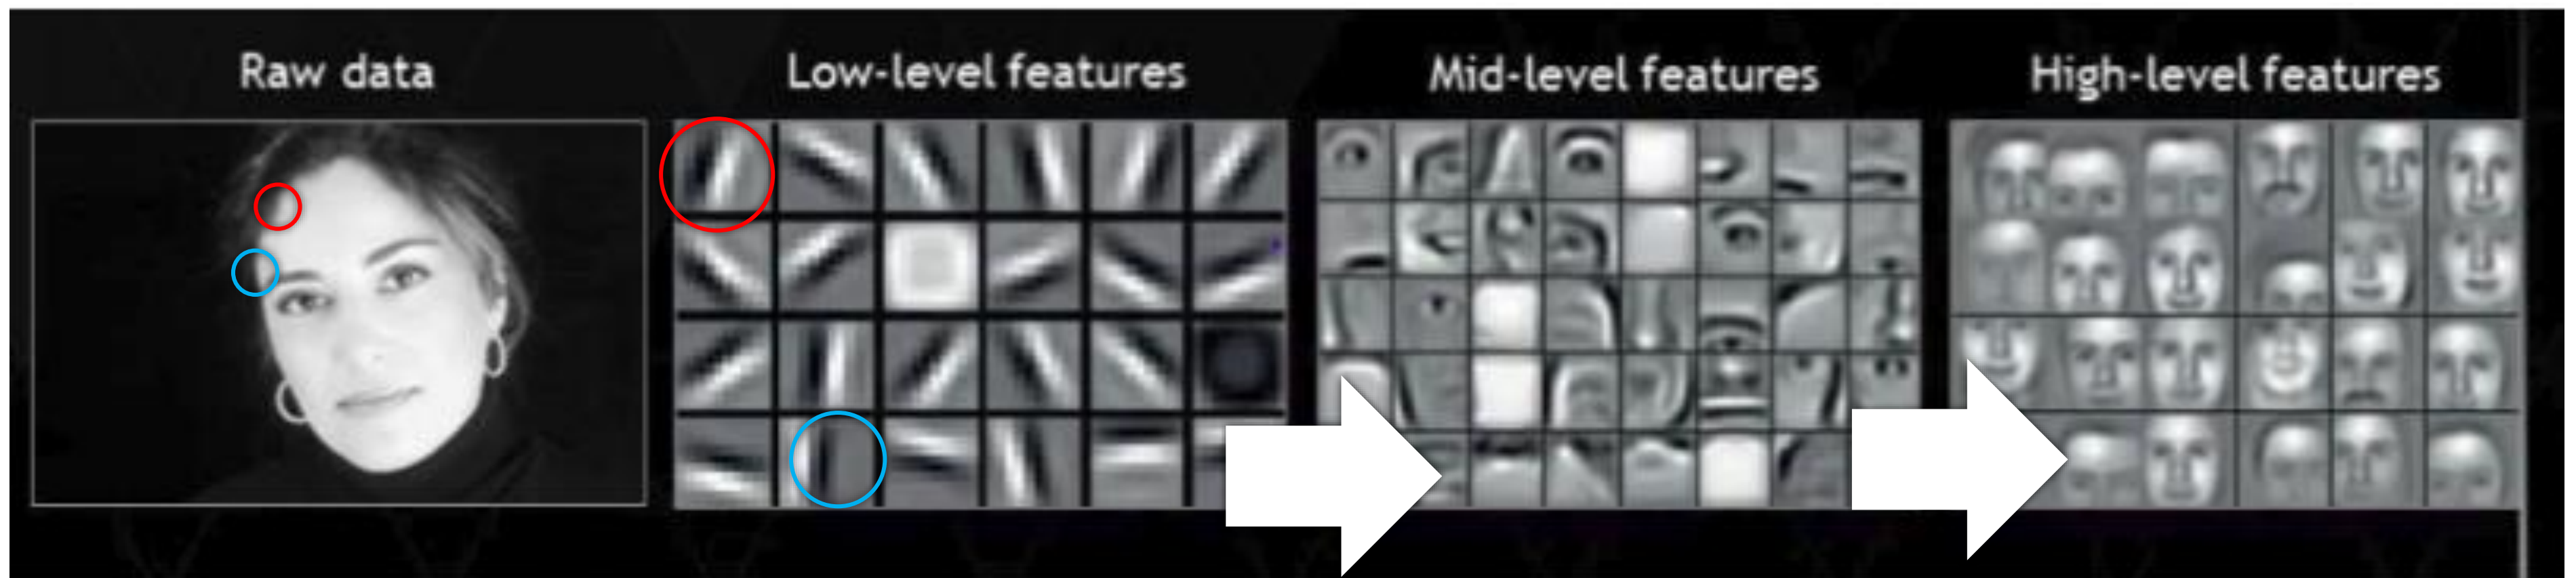 Raw data
Low-level features
Mid-level features
High-level features